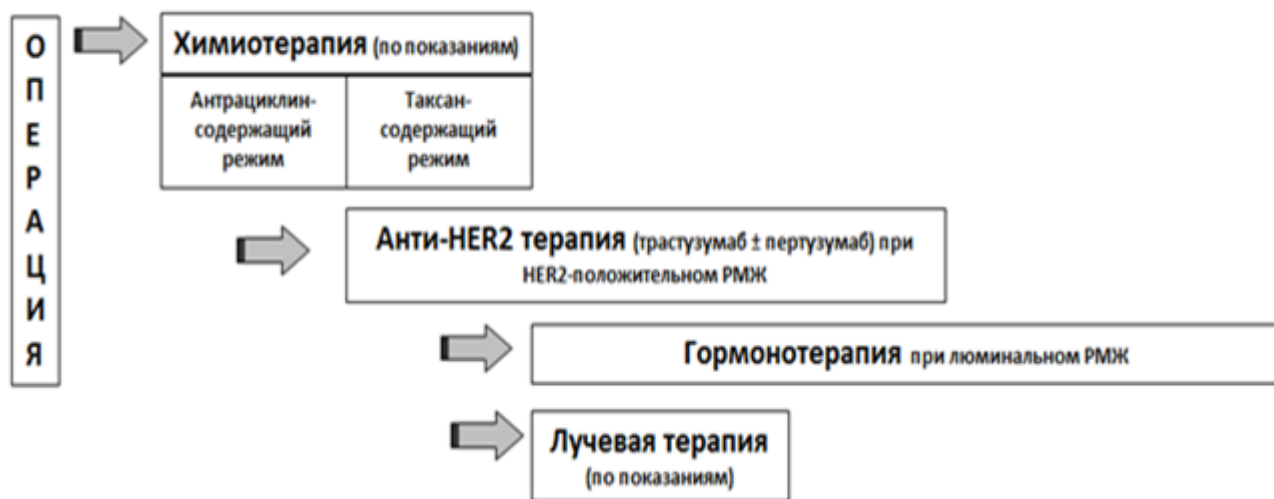 ОПЕРАЦИЯ
Химиотерапия (по показаниям)
Антрациклин-
содержащий
режим
Таксан-
содержащий
режим
Анти-HER2 терапия (трастузумаб ± пертузумаб) при
HER2-положительном РМЖ
Гормонотерапия при люминальном РМЖ
Лучевая терапия
(по показаниям)